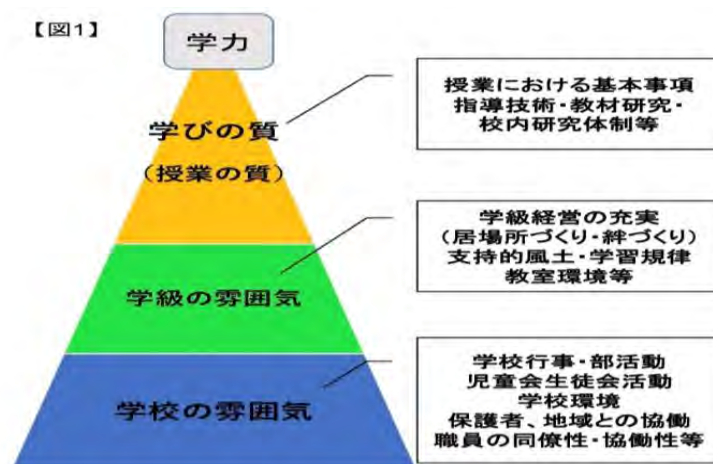 【図1】
学力
学びの質
（授業の質）
授業における基本事項
指導技術・教材研究・
校内研究体制等
学級の雰囲気
学級経営の充実
（居場所づくり・絆づくり）
支持的風土・学習規律
教室環境等
学校の雰囲気
学校行事・部活動
児童会生徒会活動
学校環境
保護者、地域との協働
職員の同僚性・協働性等